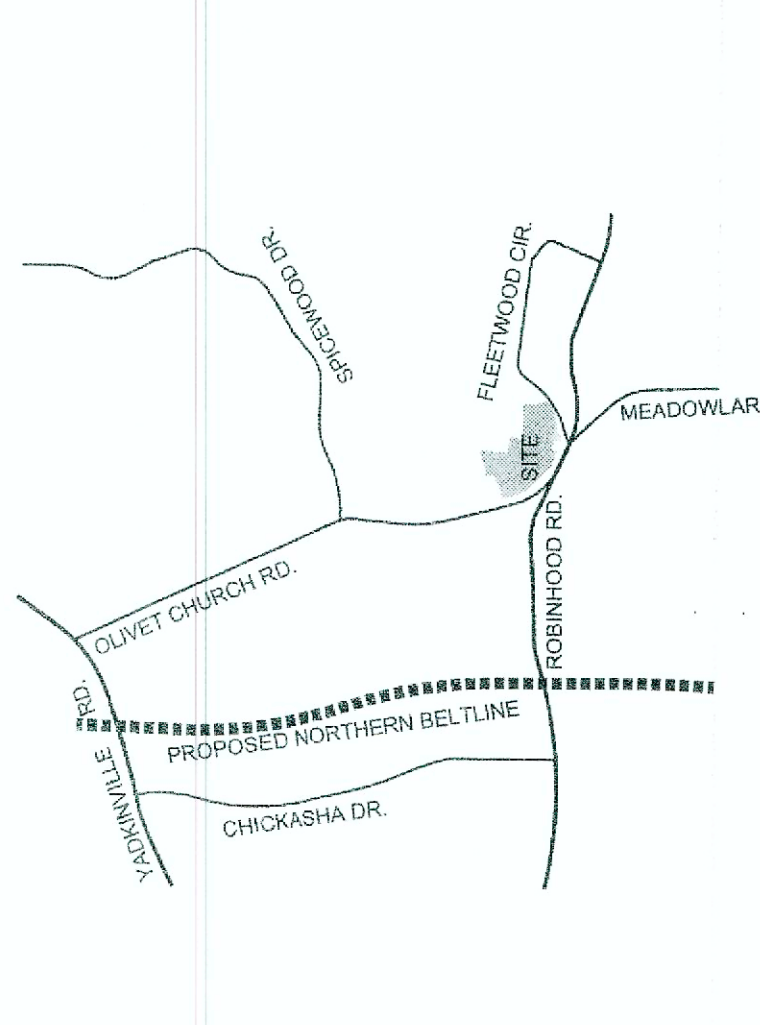 SPICEWOOD DR.
FLEETWOOD CIR.
MEADOWLAR
SITE
ROBINHOOD RD.
OLIVET CHURCH RD.
YADKINVILLE RD.
PROPOSED NORTHERN BELTLINE
CHICKASHA DR.